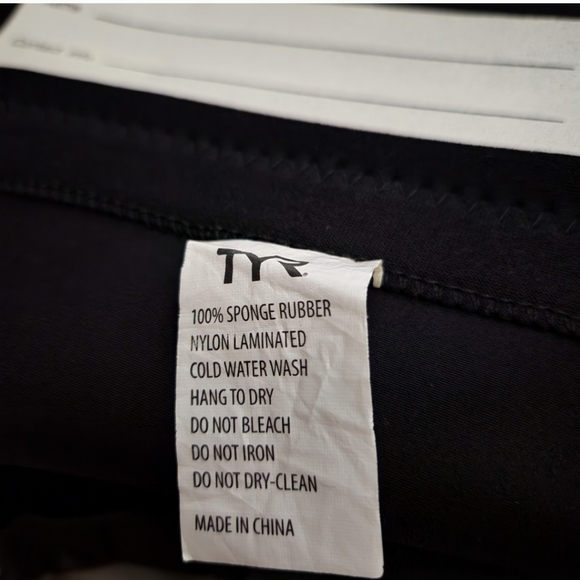 TYR
100% SPONGE RUBBER
NYLON LAMINATED
COLD WATER WASH
HANG TO DRY
DO NOT BLEACH
DO NOT IRON
DO NOT DRY-CLEAN
MADE IN CHINA